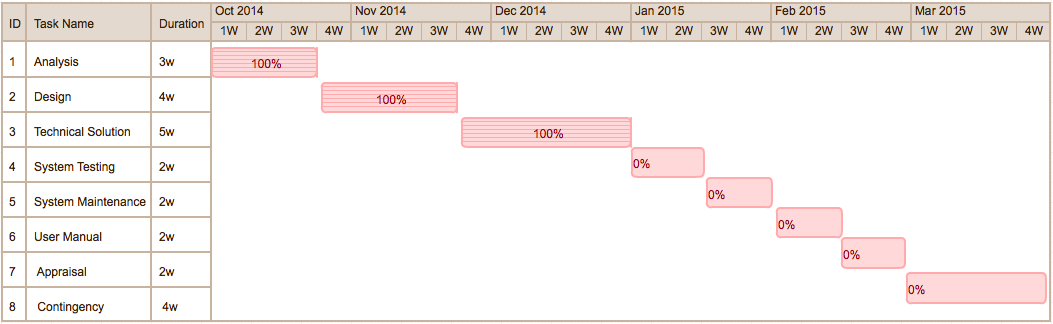 ID Task Name Duration Oct 2014 Nov 2014 Dec 2014 Jan 2015 Feb 2015 Mar 2015
1W 2W 3W 4W 1W 2W 3W 4W 1W 2W 3W 4W 1W 2W 3W 4W 1W 2W 3W 4W 1W 2W 3W 4W
1 Analysis 3w 100%
2 Design 4w 100%
3 Technical Solution 5w 100%
4 System Testing 2w 0%
5 System Maintenance 2w 0%
6 User Manual 2w 0%
7 Appraisal 2w 0%
8 Contingency 4w 0%